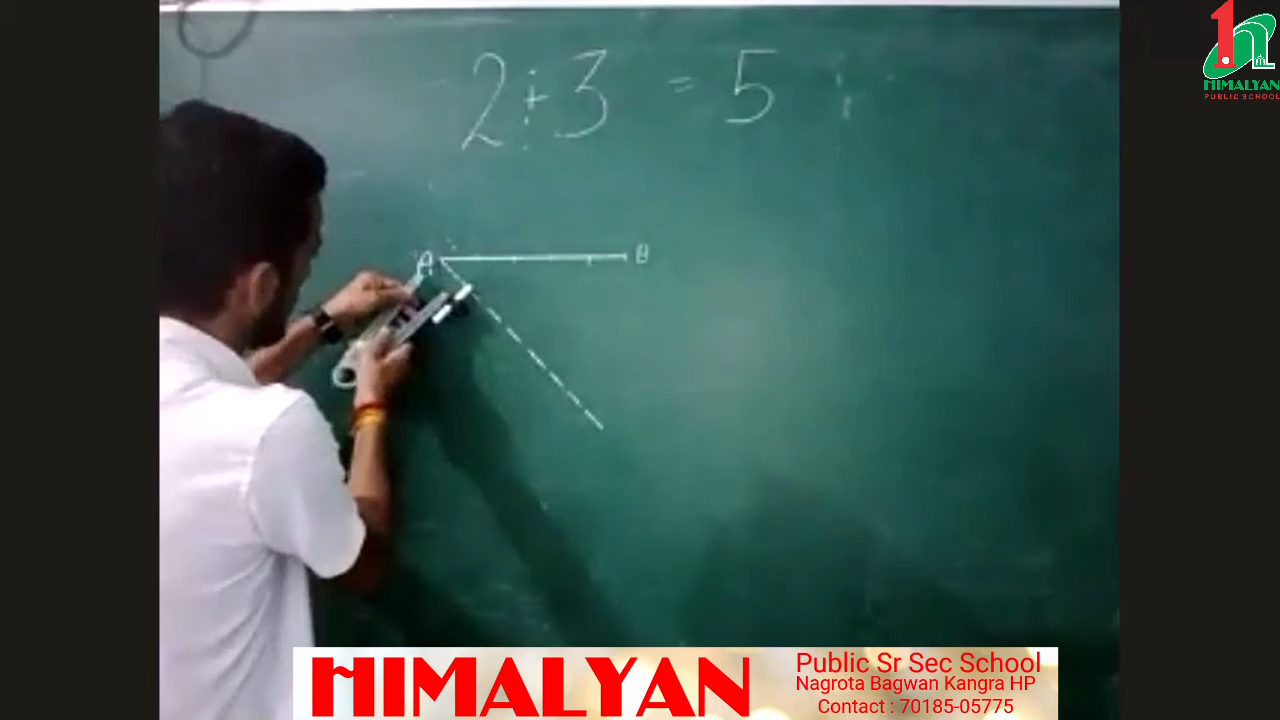 HIMALYAN
PUBLIC SCHOOL
2 + 3 = 5
A B
HIMALYAN
Public Sr Sec School
Nagrota Bagwan Kangra HP
Contact : 70185-05775